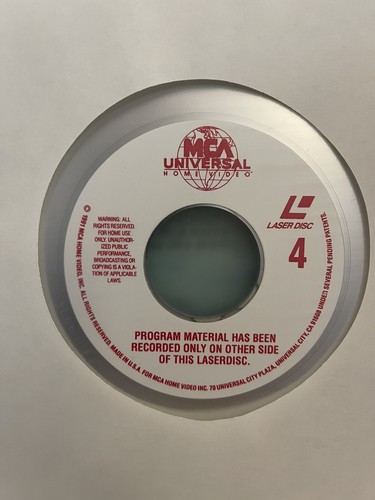 MCA
UNIVERSAL
HOME VIDEO
WARNING: ALL
RIGHTS RESERVED.
FOR HOME USE
ONLY. UNAUTHOR-
IZED PUBLIC
PERFORMANCE,
BROADCASTING OR
COPYING IS A VIOLA-
TION OF APPLICABLE
LAWS.
LASER DISC
4
PROGRAM MATERIAL HAS BEEN
RECORDED ONLY ON OTHER SIDE
OF THIS LASERDISC.
MCA HOME VIDEO, INC. ALL RIGHTS RESERVED. MADE IN U.S.A. FOR MCA HOME VIDEO INC. 70 UNIVERSAL CITY PLAZA, UNIVERSAL CITY, CA 91608 UNDER SEVERAL PENDING PATENTS.